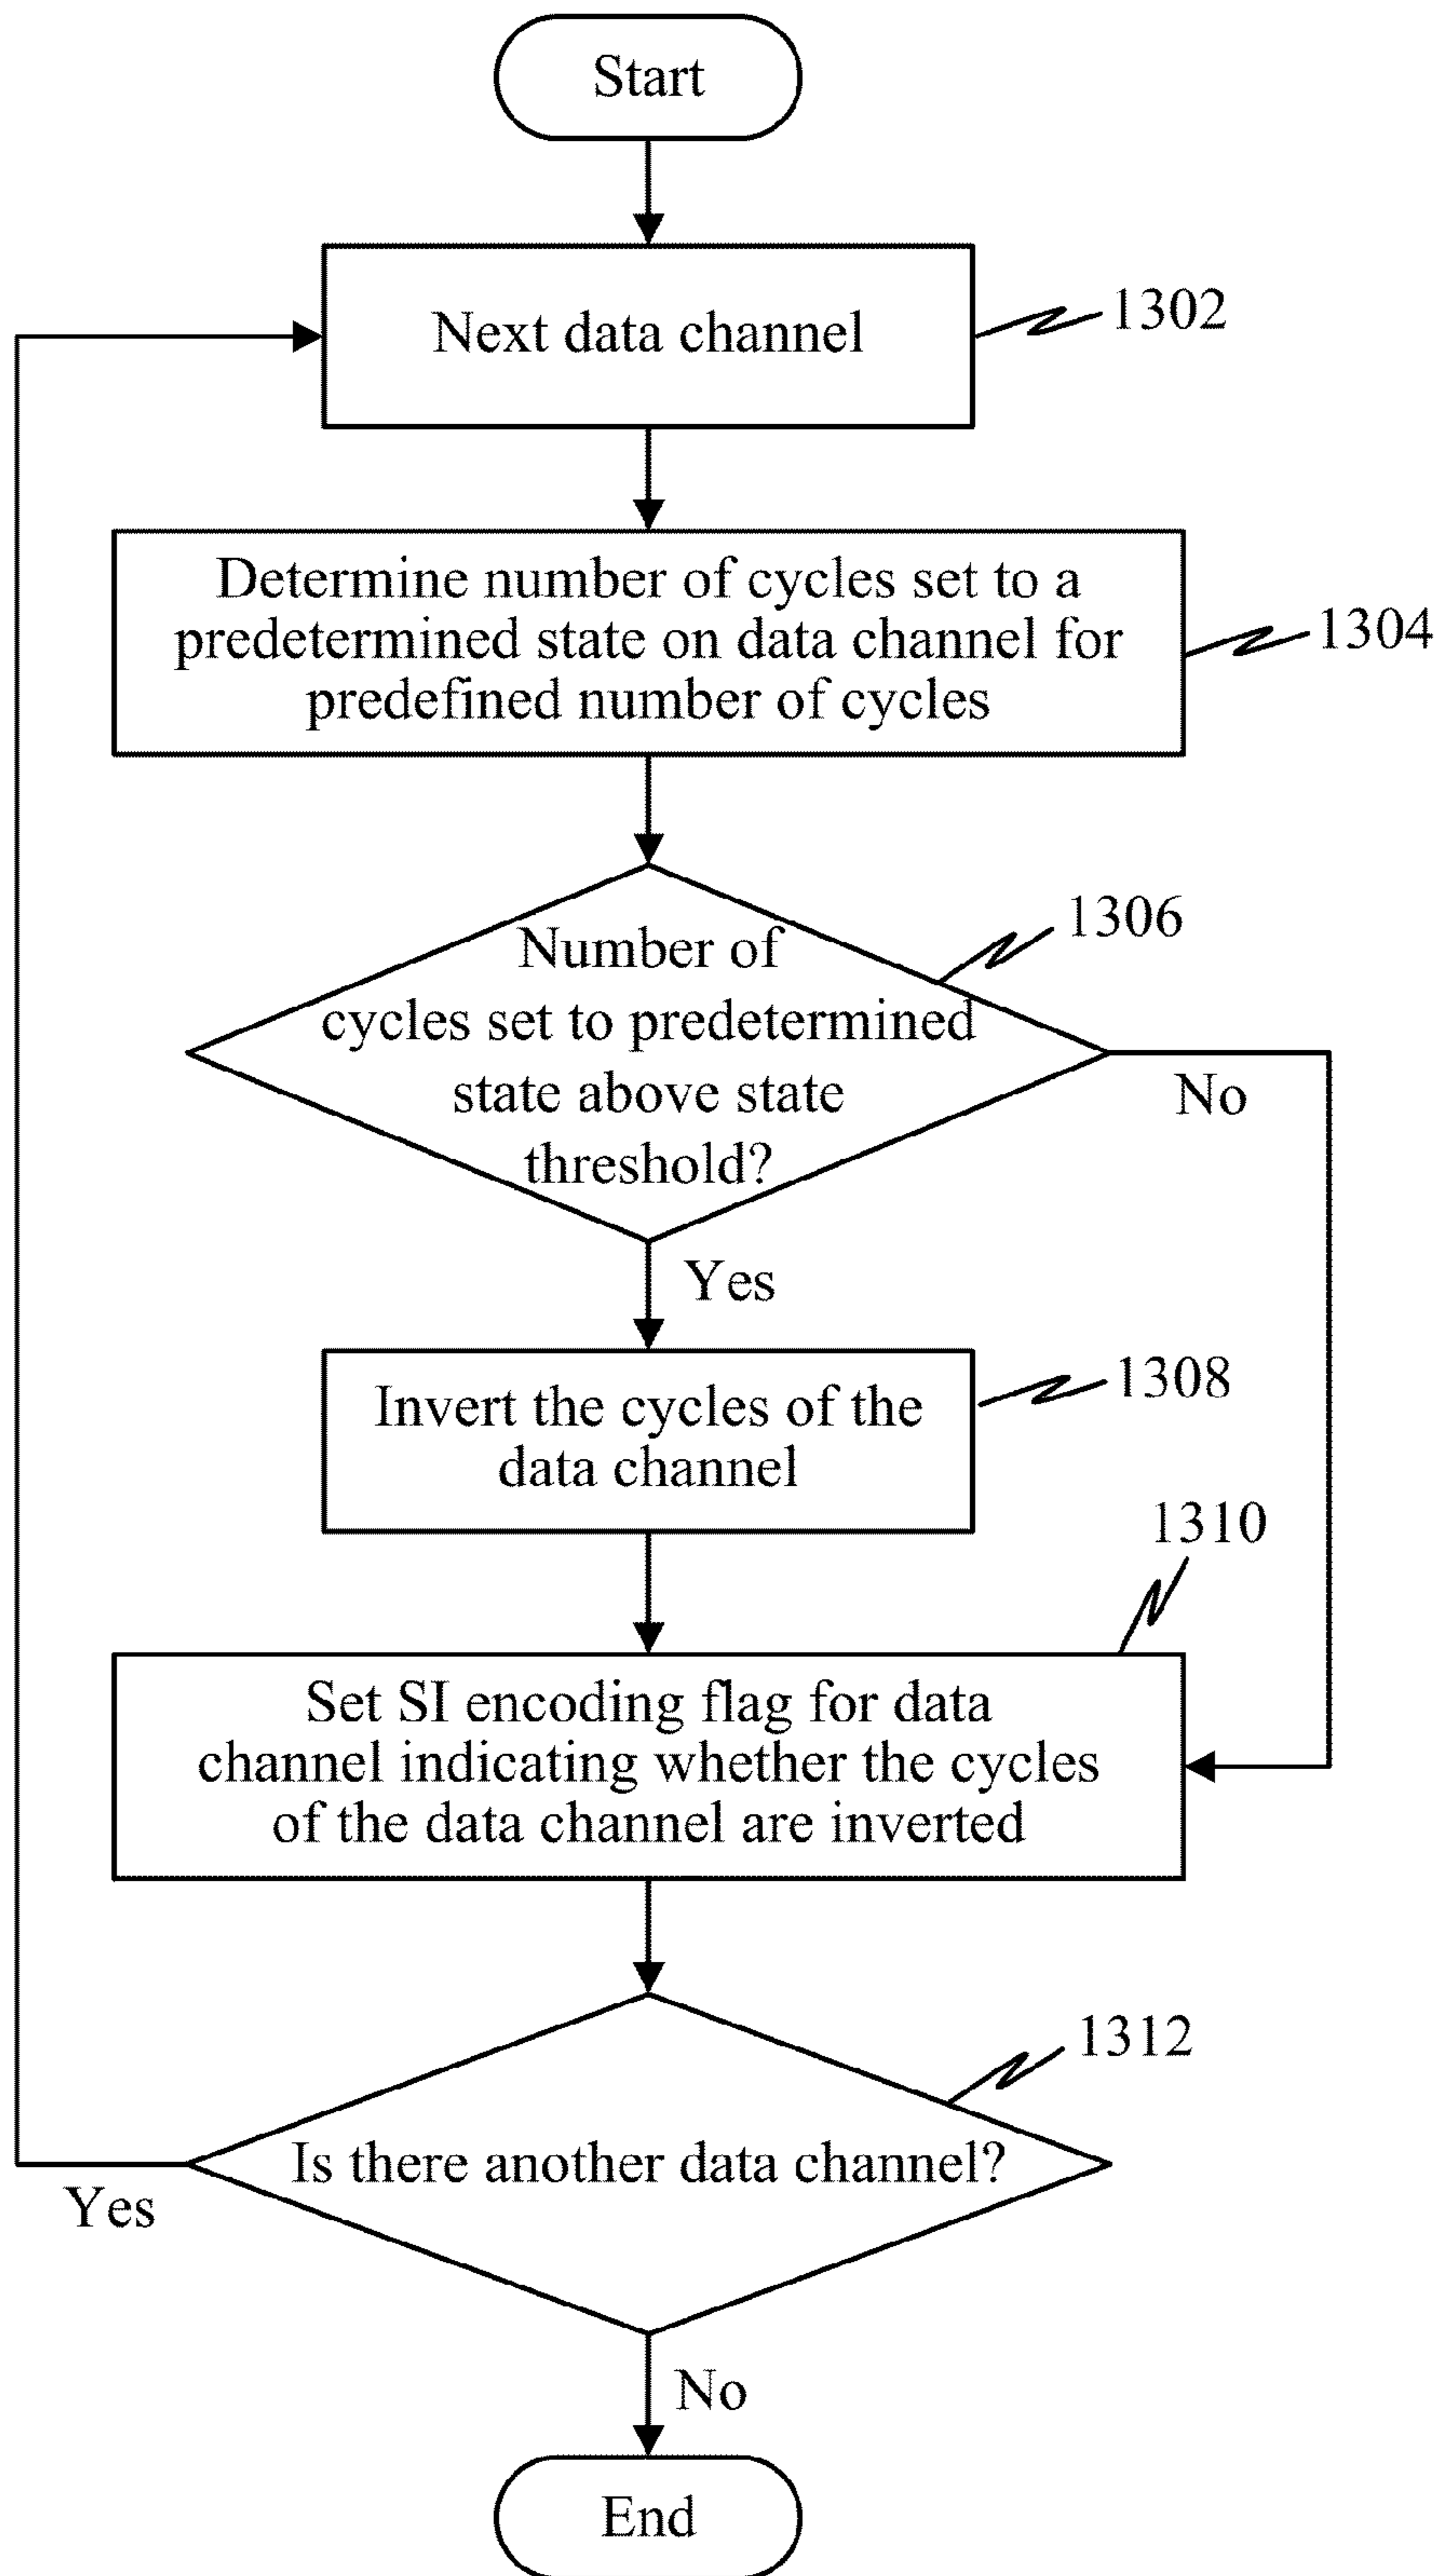 Start
Next data channel
1302
Determine number of cycles set to a
predetermined state on data channel for
predefined number of cycles
1304
Number of
cycles set to predetermined
state above state
threshold?
1306
No
Yes
Invert the cycles of the
data channel
1308
1310
Set SI encoding flag for data
channel indicating whether the cycles
of the data channel are inverted
1312
Is there another data channel?
Yes
No
End